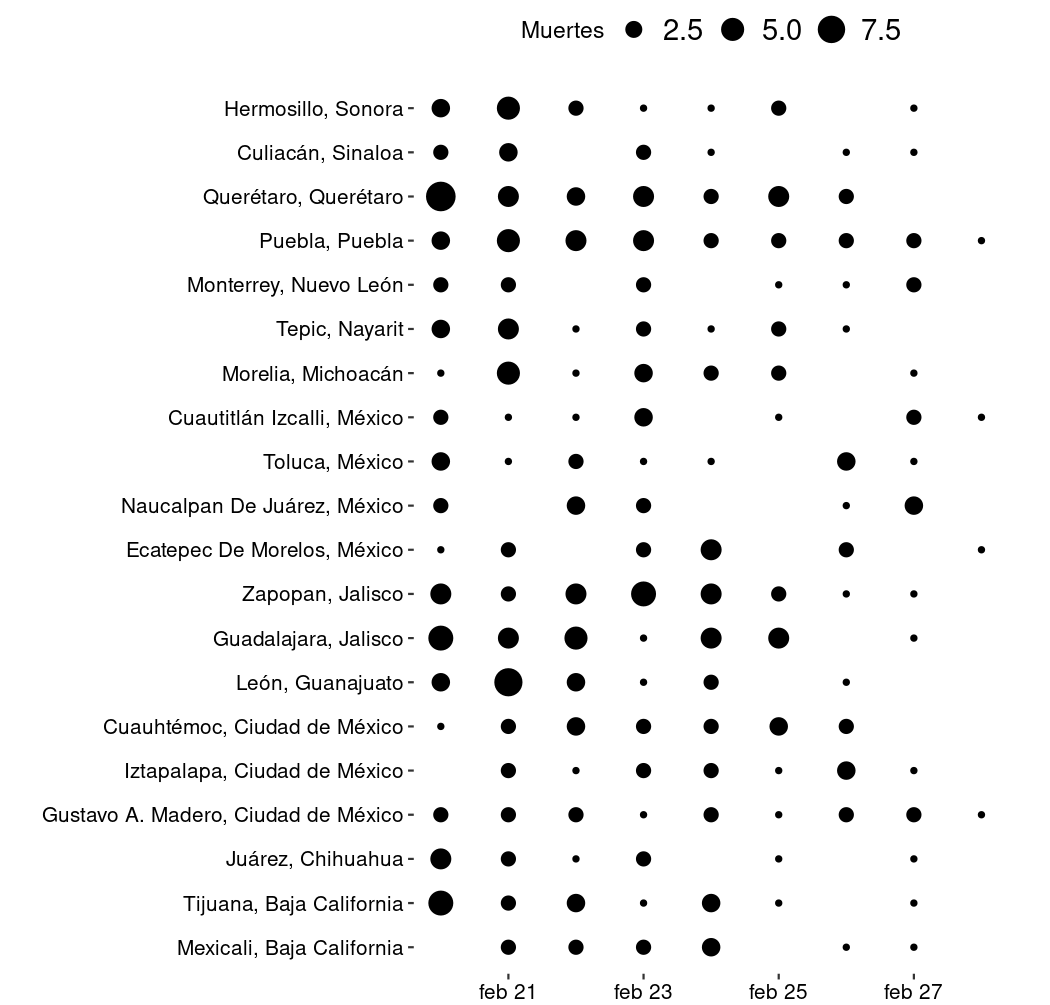 Muertes 2.5 5.0 7.5
Hermosillo, Sonora
Culiacán, Sinaloa
Querétaro, Querétaro
Puebla, Puebla
Monterrey, Nuevo León
Tepic, Nayarit
Morelia, Michoacán
Cuautitlán Izcalli, México
Toluca, México
Naucalpan De Juárez, México
Ecatepec De Morelos, México
Zapopan, Jalisco
Guadalajara, Jalisco
León, Guanajuato
Cuauhtémoc, Ciudad de México
Iztapalapa, Ciudad de México
Gustavo A. Madero, Ciudad de México
Juárez, Chihuahua
Tijuana, Baja California
Mexicali, Baja California
feb 21 feb 23 feb 25 feb 27